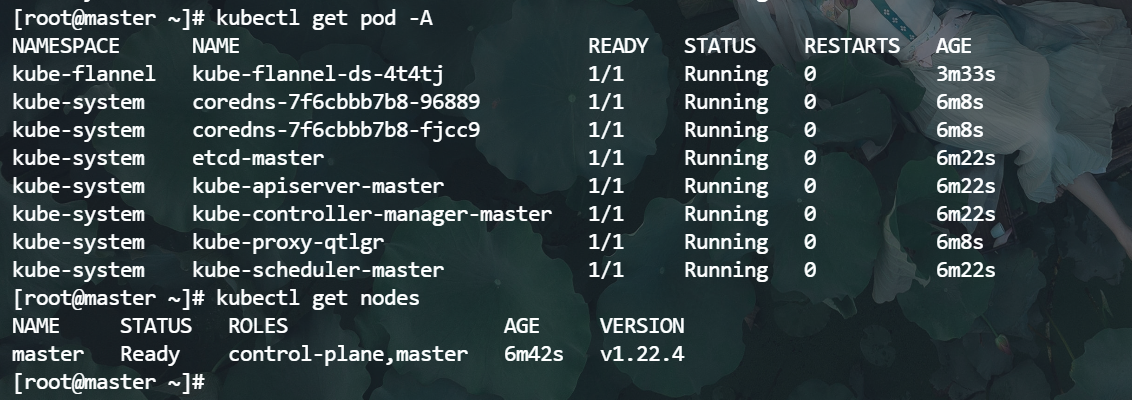 [root@master ~]# kubectl get pod -A
NAMESPACE NAME READY STATUS RESTARTS AGE
kube-flannel kube-flannel-ds-4t4tj 1/1 Running 0 3m33s
kube-system coredns-7f6cbbb7b8-96889 1/1 Running 0 6m8s
kube-system coredns-7f6cbbb7b8-fjcc9 1/1 Running 0 6m8s
kube-system etcd-master 1/1 Running 0 6m22s
kube-system kube-apiserver-master 1/1 Running 0 6m22s
kube-system kube-controller-manager-master 1/1 Running 0 6m22s
kube-system kube-proxy-qtlgr 1/1 Running 0 6m8s
kube-system kube-scheduler-master 1/1 Running 0 6m22s
[root@master ~]# kubectl get nodes
NAME STATUS ROLES AGE VERSION
master Ready control-plane,master 6m42s v1.22.4
[root@master ~]#